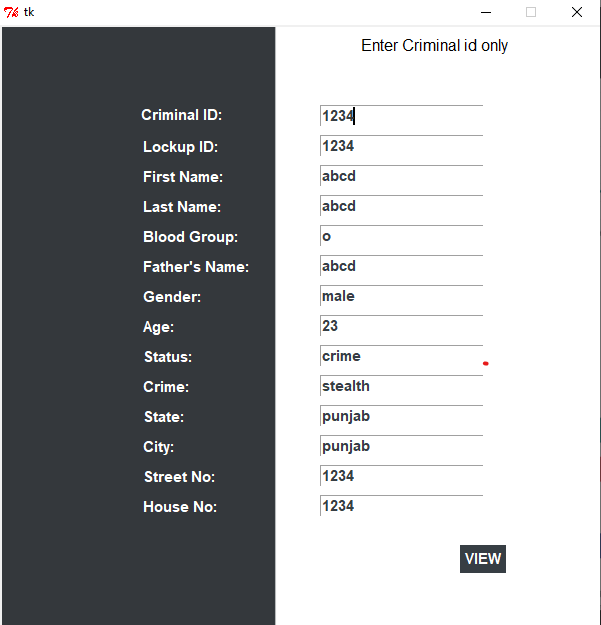 tk
Enter Criminal id only
Criminal ID: 1234
Lockup ID: 1234
First Name: abcd
Last Name: abcd
Blood Group: o
Father's Name: abcd
Gender: male
Age: 23
Status: crime
Crime: stealth
State: punjab
City: punjab
Street No: 1234
House No: 1234
VIEW